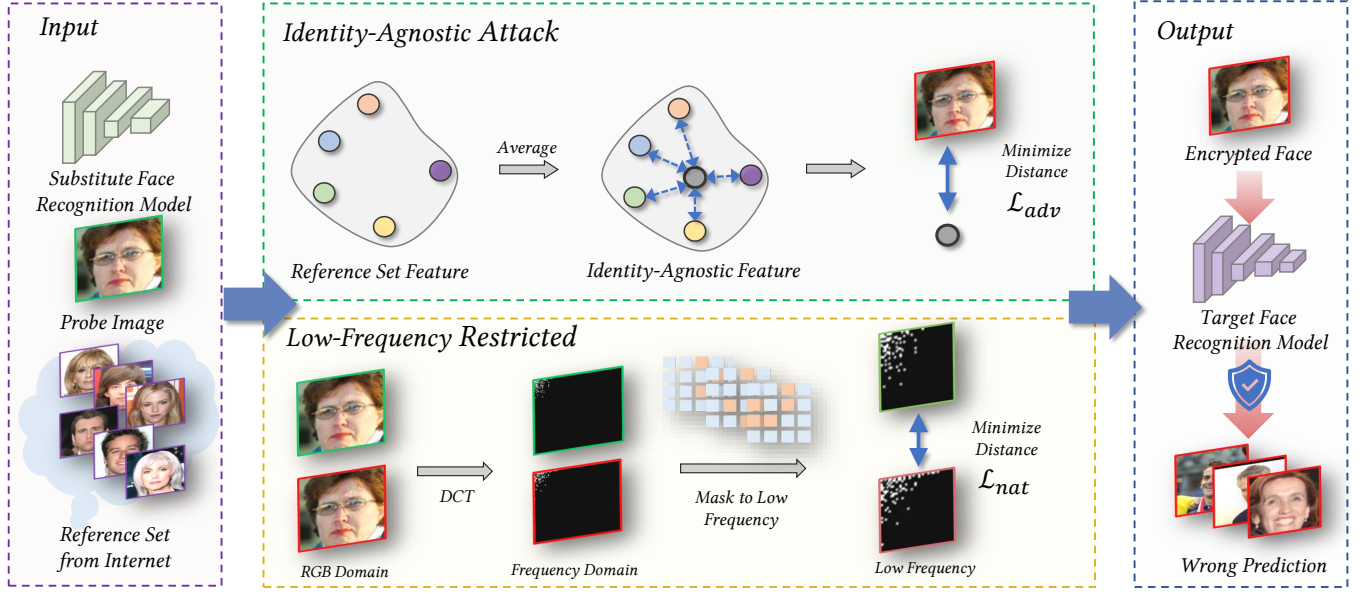 Input
Substitute Face
Recognition Model
Probe Image
Reference Set
from Internet
Identity-Agnostic Attack
Average
Reference Set Feature
Identity-Agnostic Feature
Minimize
Distance
ℒadv
Low-Frequency Restricted
RGB Domain
DCT
Frequency Domain
Mask to Low
Frequency
Minimize
Distance
ℒnat
Low Frequency
Output
Encrypted Face
Target Face
Recognition Model
Wrong Prediction